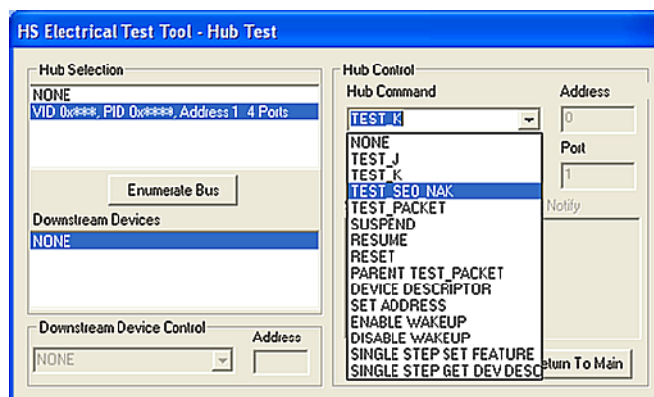 HS Electrical Test Tool - Hub Test
Hub Selection
NONE
VID 0x***, PID 0x****, Address 1 4 Ports
Enumerate Bus
Downstream Devices
NONE
Downstream Device Control
Address
NONE
Hub Control
Hub Command
Address
TEST_K
0
Port
1
NONE
TEST_J
TEST_K
TEST_SE0_NAK
TEST_PACKET
SUSPEND
RESUME
RESET
PARENT TEST_PACKET
DEVICE DESCRIPTOR
SET ADDRESS
ENABLE WAKEUP
DISABLE WAKEUP
SINGLE STEP SET FEATURE
SINGLE STEP GET DEV DESC
Notify
eturn To Main